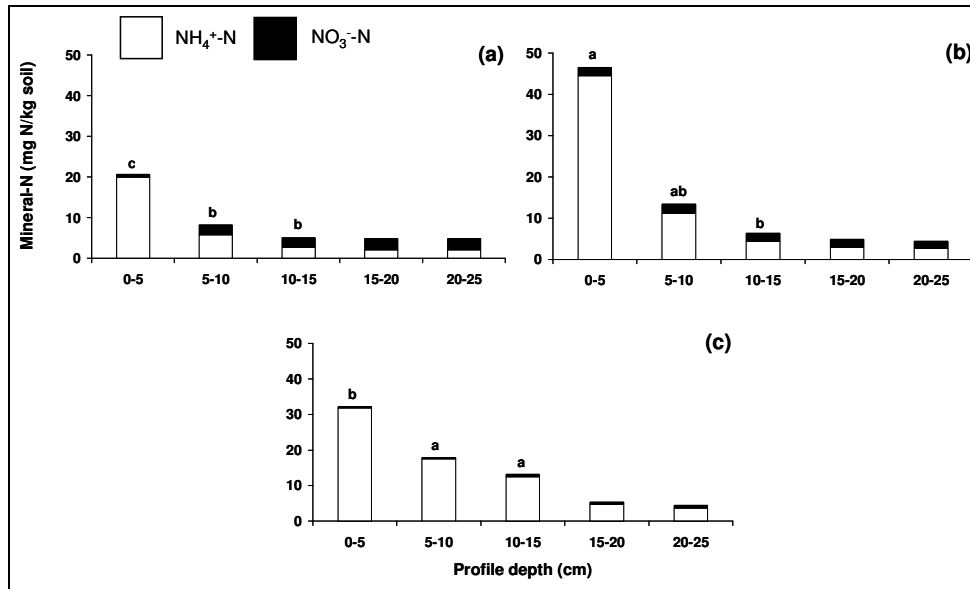 NH₄⁺-N NO₃⁻-N
(a)
Mineral-N (mg N/kg soil)
50
40
30
20
10
0
c
b
b
0-5 5-10 10-15 15-20 20-25
(b)
50
40
30
20
10
0
a
ab
b
0-5 5-10 10-15 15-20 20-25
(c)
50
40
30
20
10
0
b
a
a
0-5 5-10 10-15 15-20 20-25
Profile depth (cm)